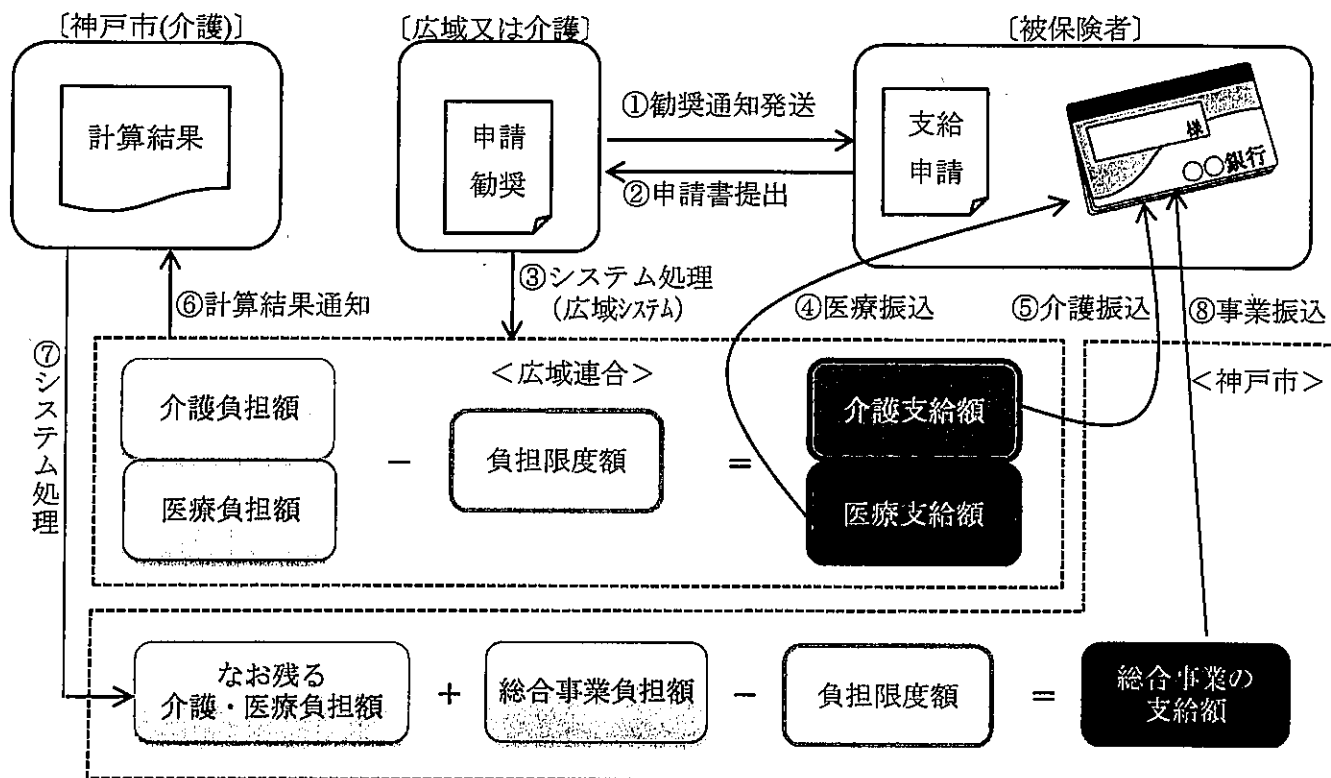 〔神戸市(介護)〕
〔広域又は介護〕
〔被保険者〕
計算結果
申請
勧奨
①勧奨通知発送
②申請書提出
支給
申請
様
〇〇銀行
③システム処理
(広域システム)
④医療振込
⑤介護振込
⑧事業振込
⑥計算結果通知
⑦システム処理
＜広域連合＞
＜神戸市＞
介護負担額
医療負担額
－
負担限度額
＝
介護支給額
医療支給額
なお残る
介護・医療負担額
＋
総合事業負担額
－
負担限度額
＝
総合事業の
支給額